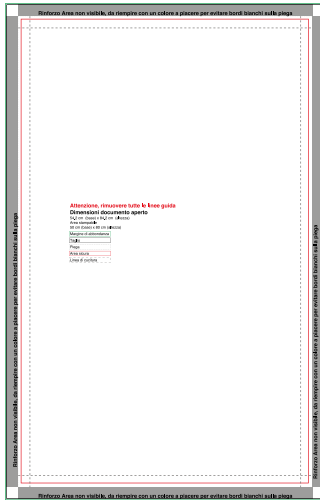 Rinforzo Area non visibile, da riempire con un colore a piacere per evitare bordi bianchi sulla piega
Rinforzo Area non visibile, da riempire con un colore a piacere per evitare bordi bianchi sulla piega
Attenzione, rimuovere tutte le linee guida
Dimensioni documento aperto
Area stampabile
Margine di abbondanza
Taglio
Piega
Area sicura
Linea di cucitura
Rinforzo Area non visibile, da riempire con un colore a piacere per evitare bordi bianchi sulla piega
Rinforzo Area non visibile, da riempire con un colore a piacere per evitare bordi bianchi sulla piega